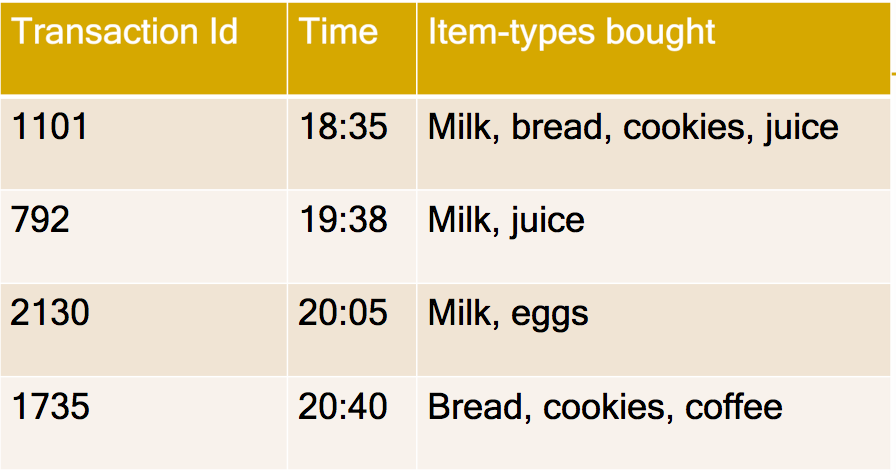 Transaction Id Time Item-types bought
1101 18:35 Milk, bread, cookies, juice
792 19:38 Milk, juice
2130 20:05 Milk, eggs
1735 20:40 Bread, cookies, coffee